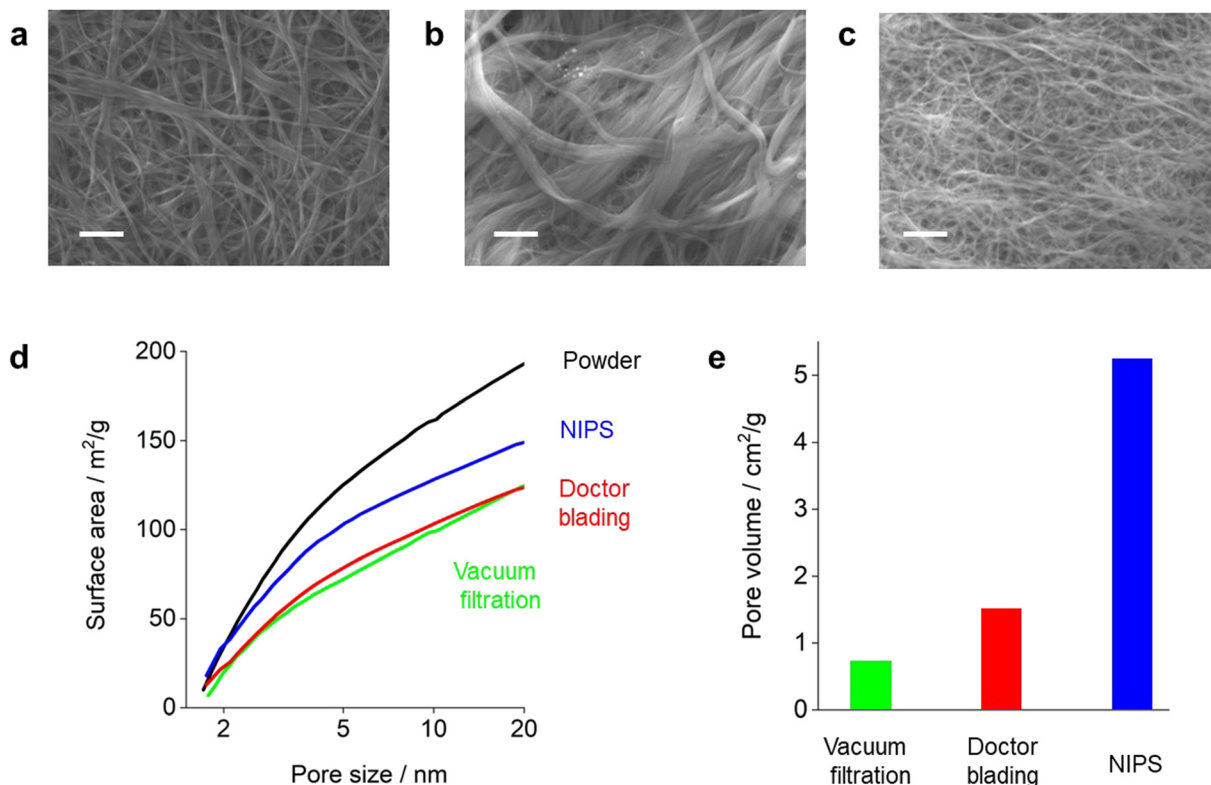 a
b
c
d
200
150
100
50
0
Surface area / m²/g
2
5
10
20
Pore size / nm
Powder
NIPS
Doctor
blading
Vacuum
filtration
e
5
4
3
2
1
0
Pore volume / cm²/g
Vacuum
filtration
Doctor
blading
NIPS